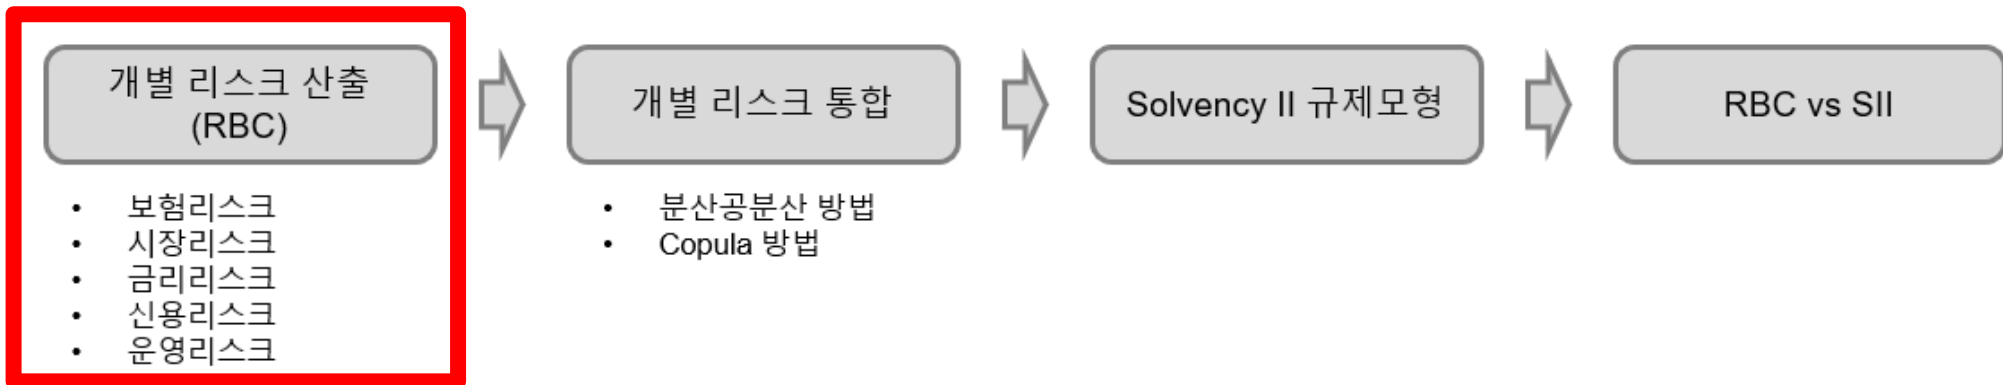 개별 리스크 산출
(RBC)
• 보험리스크
• 시장리스크
• 금리리스크
• 신용리스크
• 운영리스크
개별 리스크 통합
• 분산공분산 방법
• Copula 방법
Solvency II 규제모형
RBC vs SII